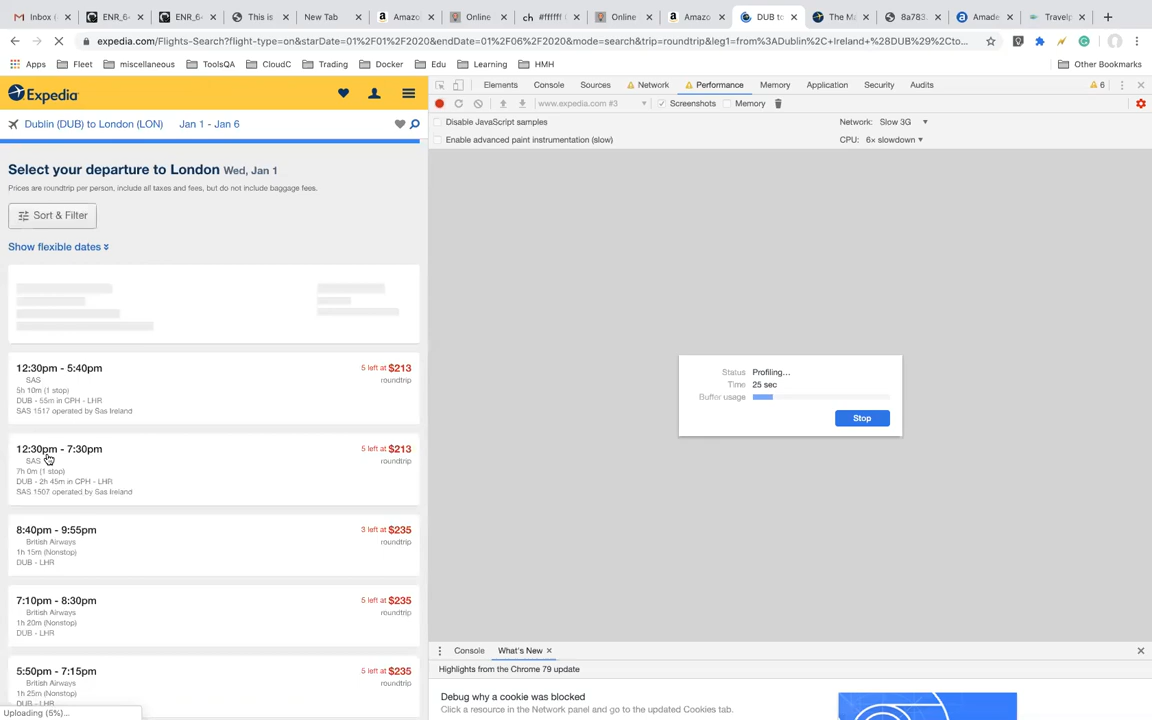 Inbox (
ENR_6-
ENR_6-
This is
New Tab
Amazo
Online
ch #ffffff
Online
Amazo
DUB to
The Ma
8a783.
Amade
Travelp
expedia.com/Flights-Search?flight-type=on&startDate=01%2F01%2F2020&endDate=01%2F06%2F2020&mode=search&trip=roundtrip&leg1=from%3ADublin%2C+Ireland+%28DUB%29%2Cto...
Apps Fleet miscellaneous ToolsQA CloudC Trading Docker Edu Learning HMH Other Bookmarks
Expedia
Dublin (DUB) to London (LON) Jan 1 - Jan 6
Select your departure to London Wed, Jan 1
Prices are roundtrip per person, include all taxes and fees, but do not include baggage fees.
Sort & Filter
Show flexible dates
12:30pm - 5:40pm 5 left at $213
SAS roundtrip
5h 10m (1 stop)
DUB - 55m in CPH - LHR
SAS 1517 operated by Sas Ireland
12:30pm - 7:30pm 5 left at $213
SAS roundtrip
7h 0m (1 stop)
DUB - 2h 45m in CPH - LHR
SAS 1507 operated by Sas Ireland
8:40pm - 9:55pm 3 left at $235
British Airways roundtrip
1h 15m (Nonstop)
DUB - LHR
7:10pm - 8:30pm 5 left at $235
British Airways roundtrip
1h 20m (Nonstop)
DUB - LHR
5:50pm - 7:15pm 5 left at $235
British Airways roundtrip
1h 25m (Nonstop)
DUB - LHR
Uploading (5%)...
Elements Console Sources Network Performance Memory Application Security Audits 6
www.expedia.com #3 Screenshots Memory
Disable JavaScript samples Network: Slow 3G
Enable advanced paint instrumentation (slow) CPU: 6× slowdown
Status Profiling...
Time 25 sec
Buffer usage
Stop
Console What's New
Highlights from the Chrome 79 update
Debug why a cookie was blocked
Click a resource in the Network panel and go to the updated Cookies tab.